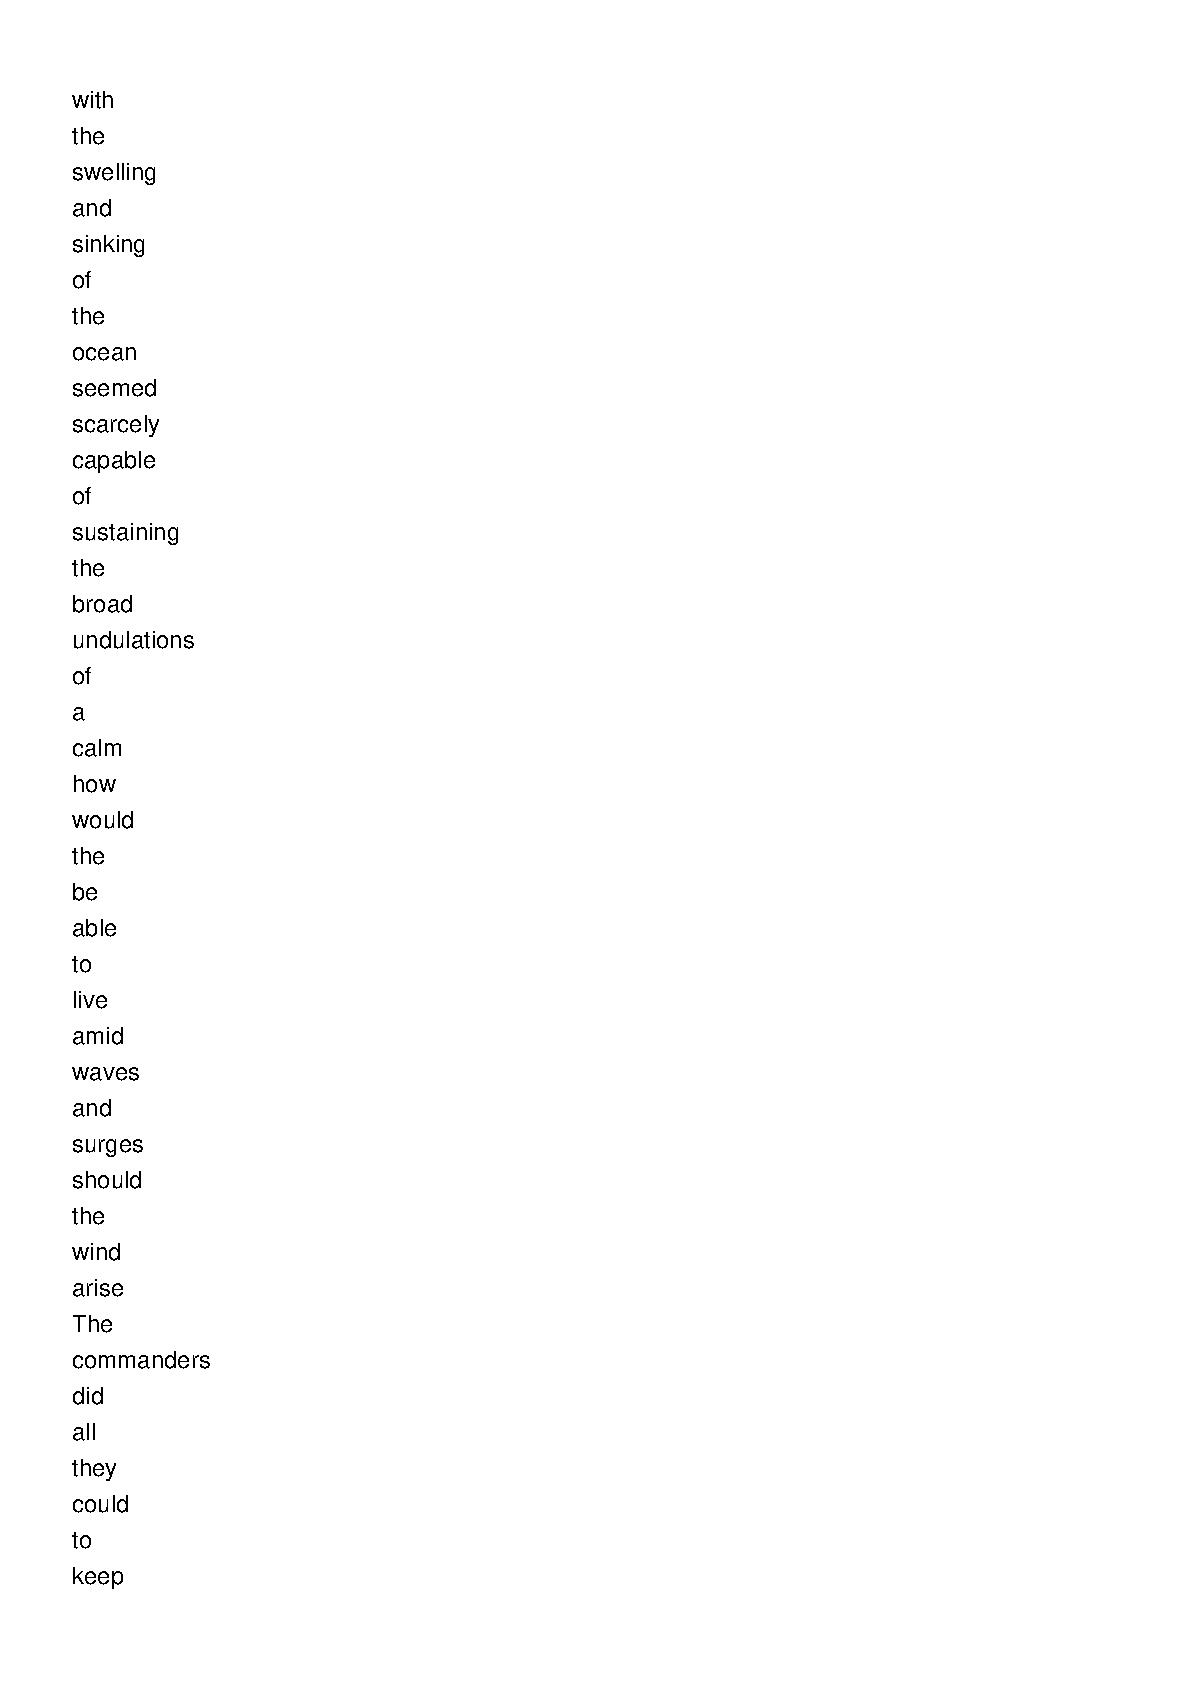 with
the
swelling
and
sinking
of
the
ocean
seemed
scarcely
capable
of
sustaining
the
broad
undulations
of
a
calm
how
would
the
be
able
to
live
amid
waves
and
surges
should
the
wind
arise
The
commanders
did
all
they
could
to
keep